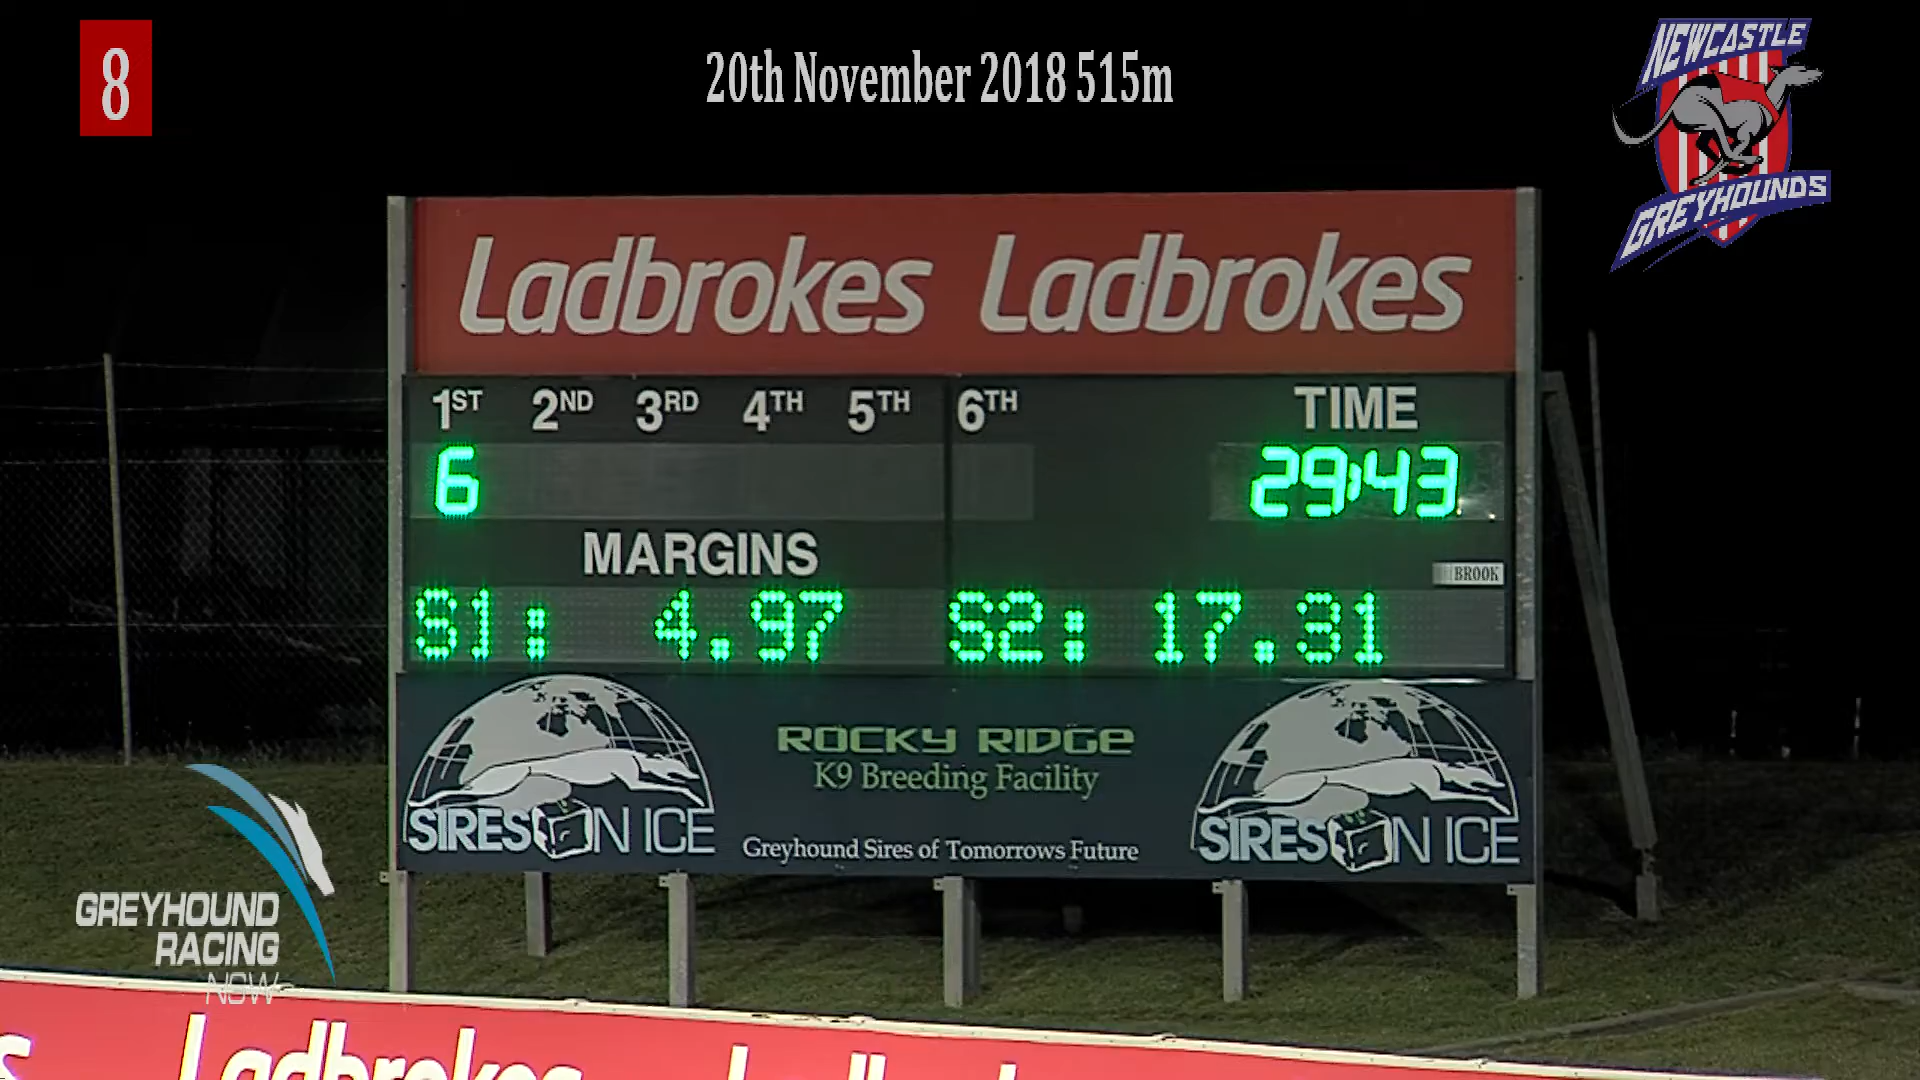 8
20th November 2018 515m
NEWCASTLE
GREYHOUNDS
Ladbrokes Ladbrokes
1ST 2ND 3RD 4TH 5TH 6TH TIME
6 29:43
MARGINS
BROOK
S1: 4.97 S2: 17.31
ROCKY RIDGE
K9 Breeding Facility
SIRES ON ICE
Greyhound Sires of Tomorrows Future
SIRES ON ICE
GREYHOUND
RACING
NOW
s Ladbrokes Ladbrokes